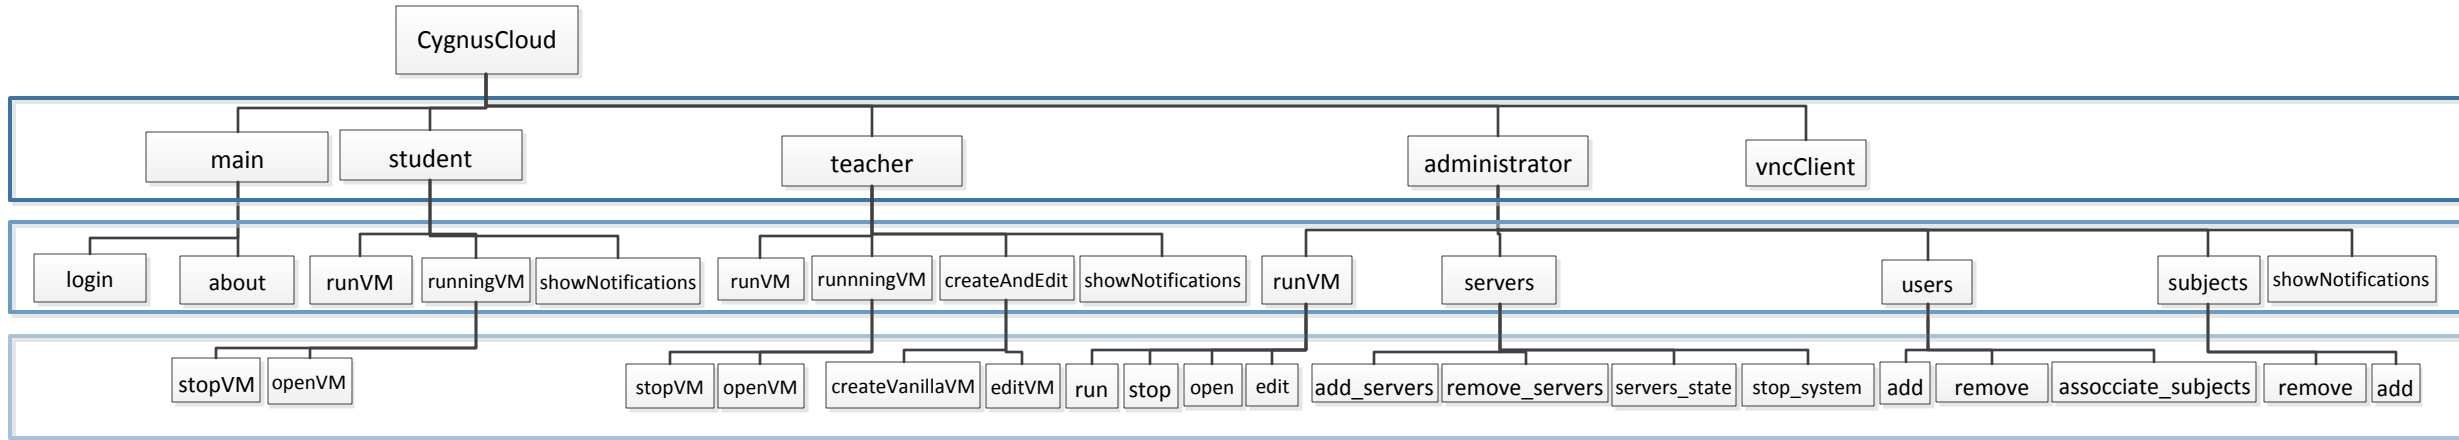 CygnusCloud
main
student
teacher
administrator
vncClient
login
about
runVM
runningVM
showNotifications
runVM
runnningVM
createAndEdit
showNotifications
runVM
servers
users
subjects
showNotifications
stopVM
openVM
stopVM
openVM
createVanillaVM
editVM
run
stop
open
edit
add_servers
remove_servers
servers_state
stop_system
add
remove
assocciate_subjects
remove
add